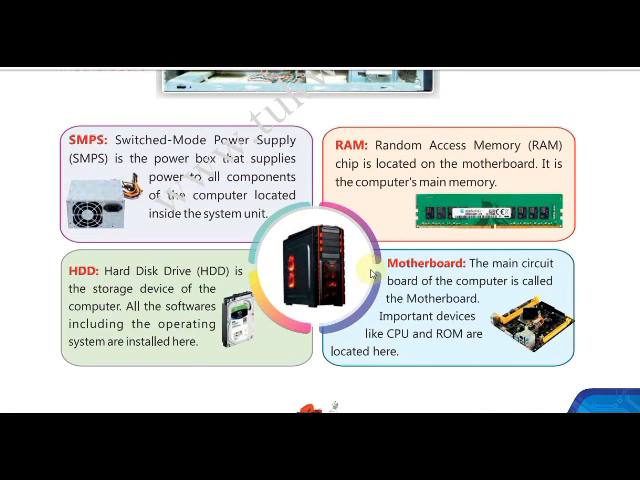 SMPS: Switched-Mode Power Supply
(SMPS) is the power box that supplies
power to all components
of the computer located
inside the system unit.
RAM: Random Access Memory (RAM)
chip is located on the motherboard. It is
the computer's main memory.
HDD: Hard Disk Drive (HDD) is
the storage device of the
computer. All the softwares
including the operating
system are installed here.
Motherboard: The main circuit
board of the computer is called
the Motherboard.
Important devices
like CPU and ROM are
located here.